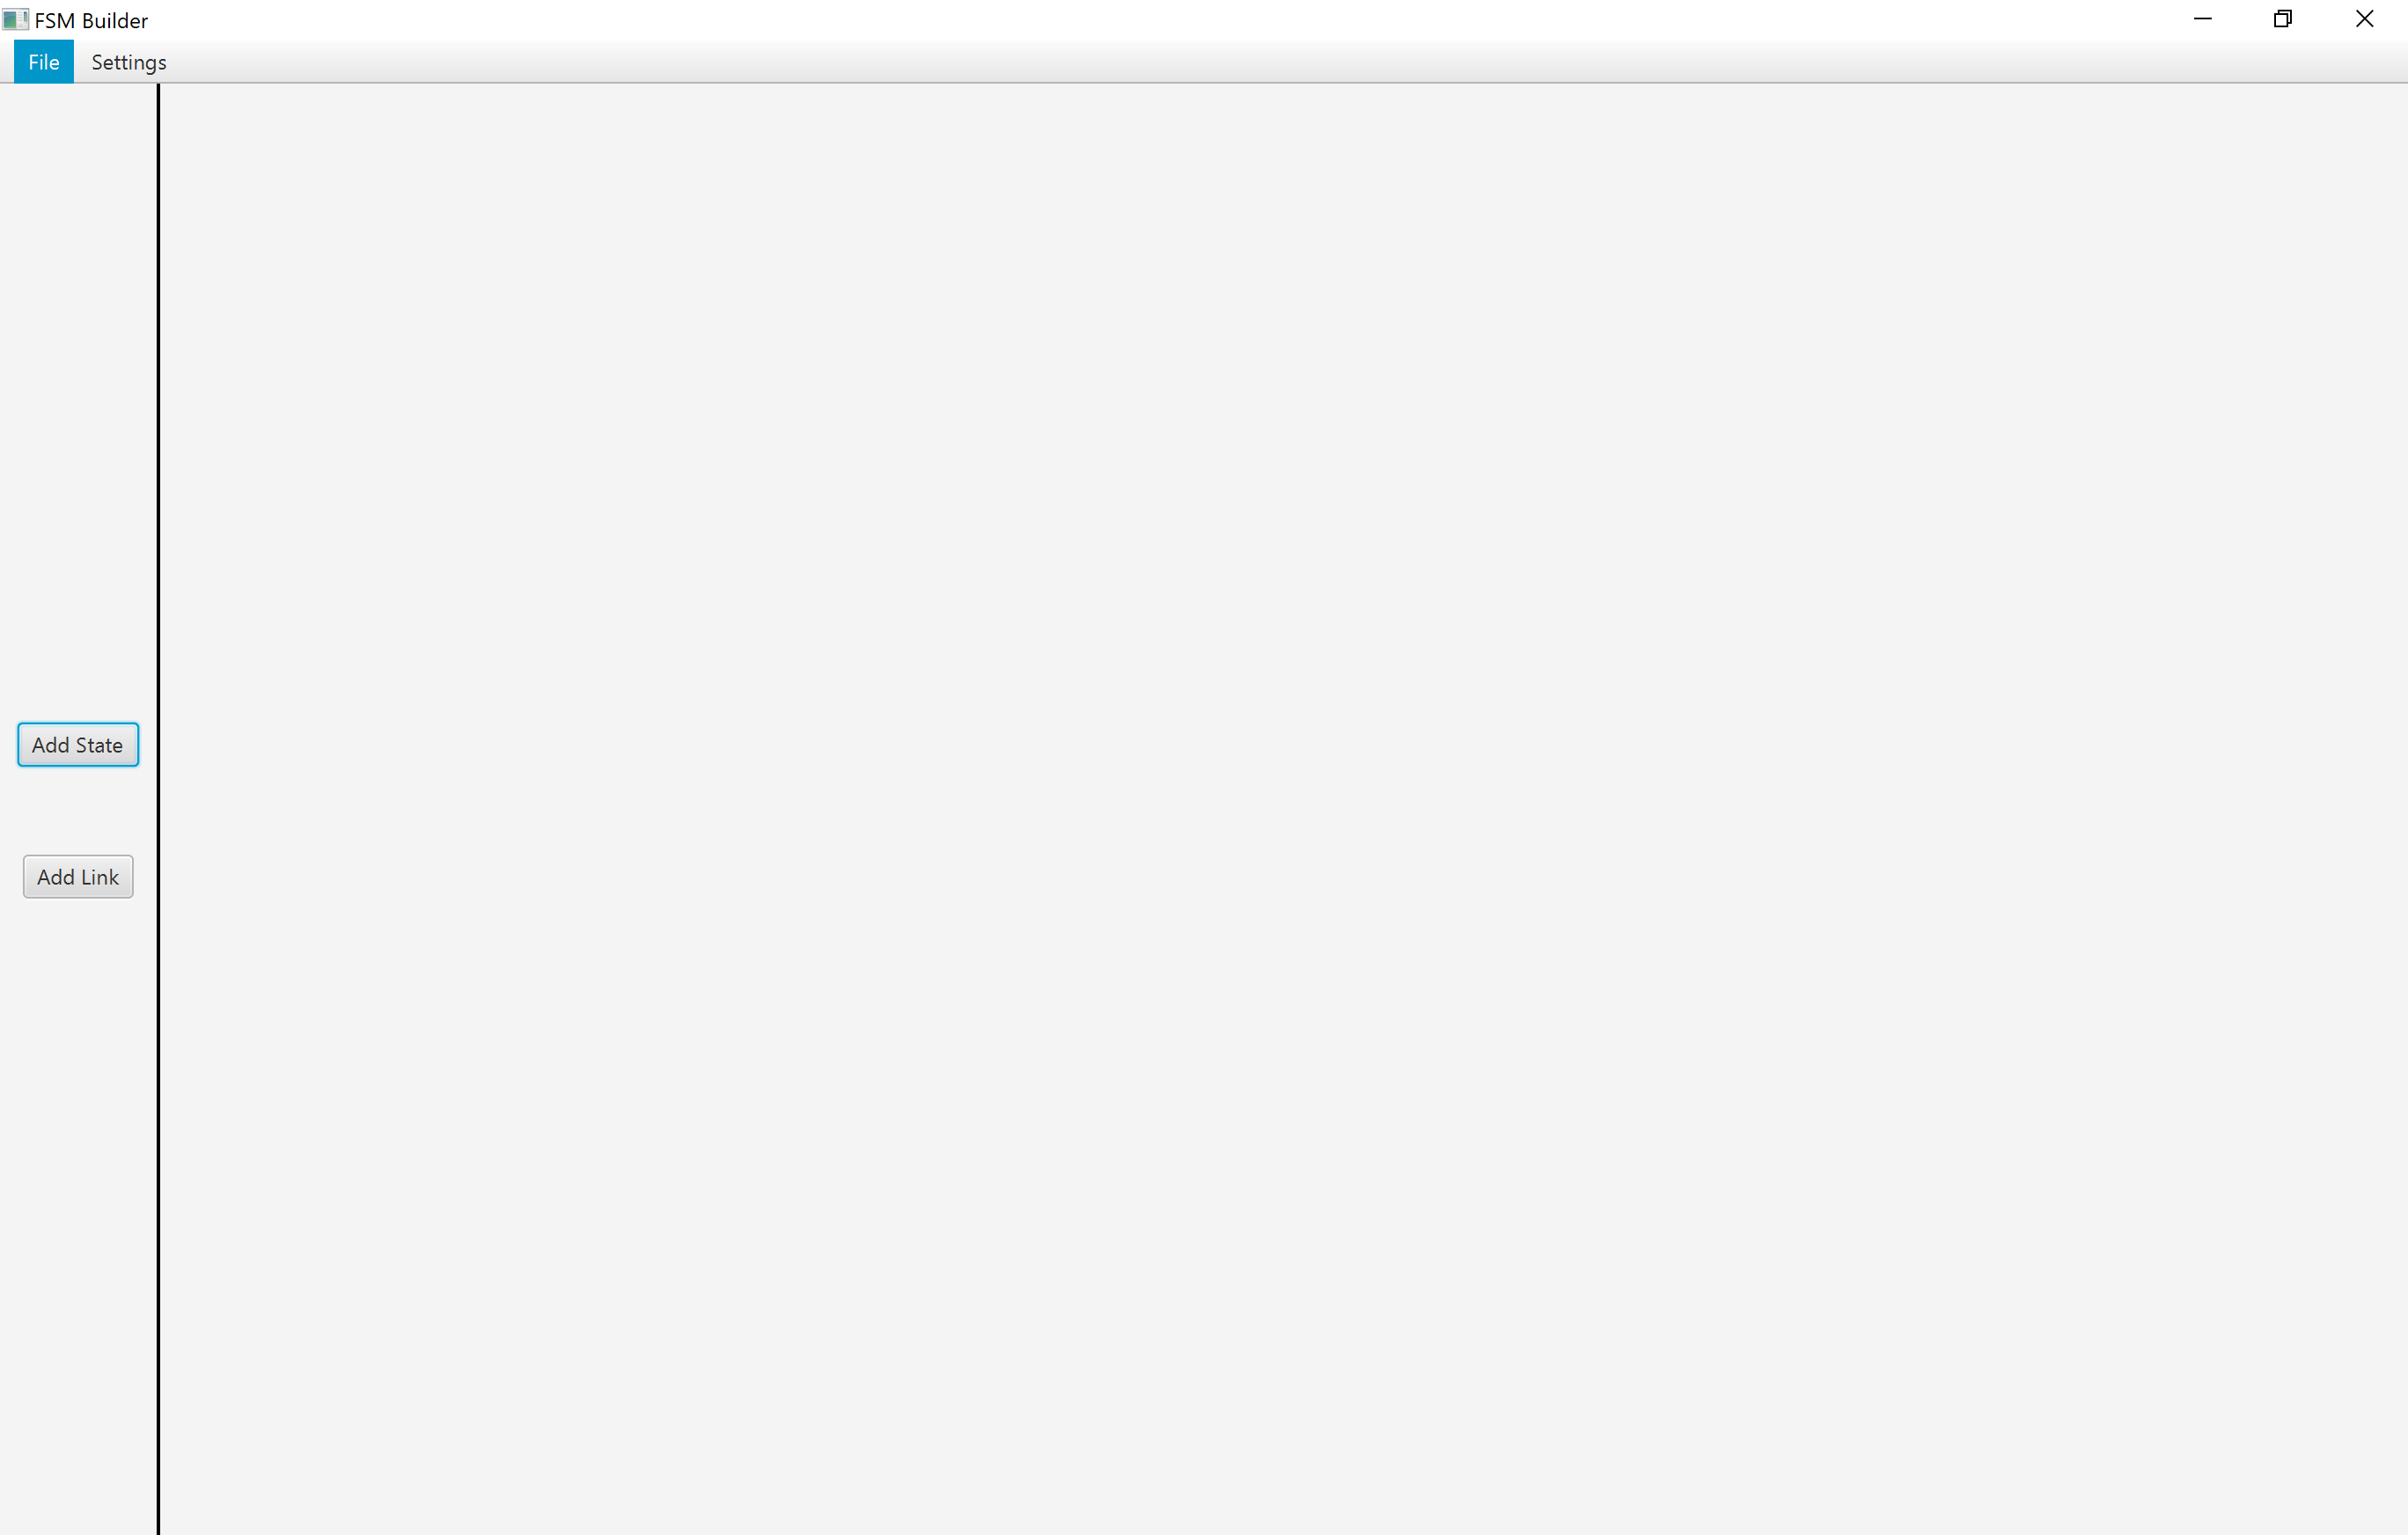 FSM Builder
File Settings
Add State
Add Link